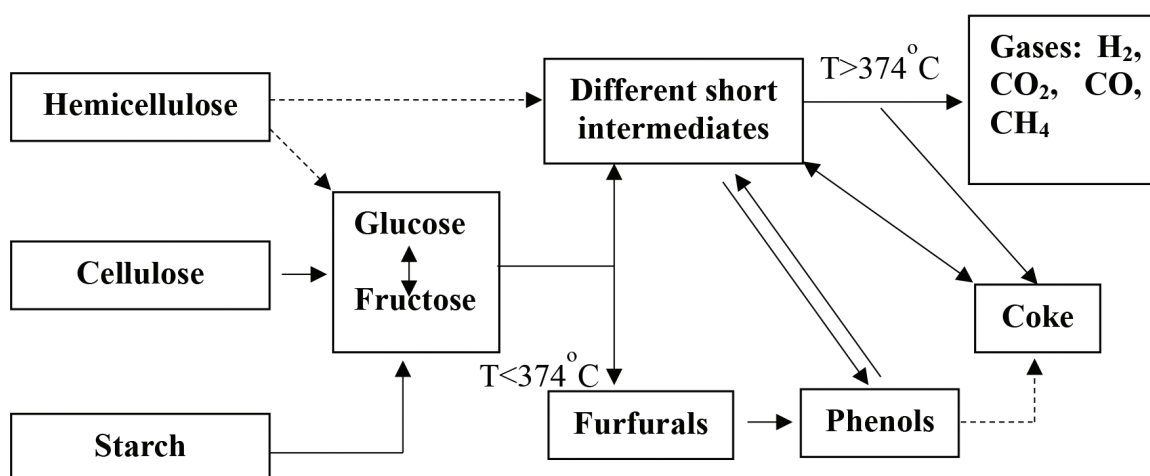 Hemicellulose
Cellulose
Starch
Glucose
Fructose
Different short
intermediates
T>374°C
Gases: H₂,
CO₂, CO,
CH₄
T<374°C
Furfurals
Phenols
Coke